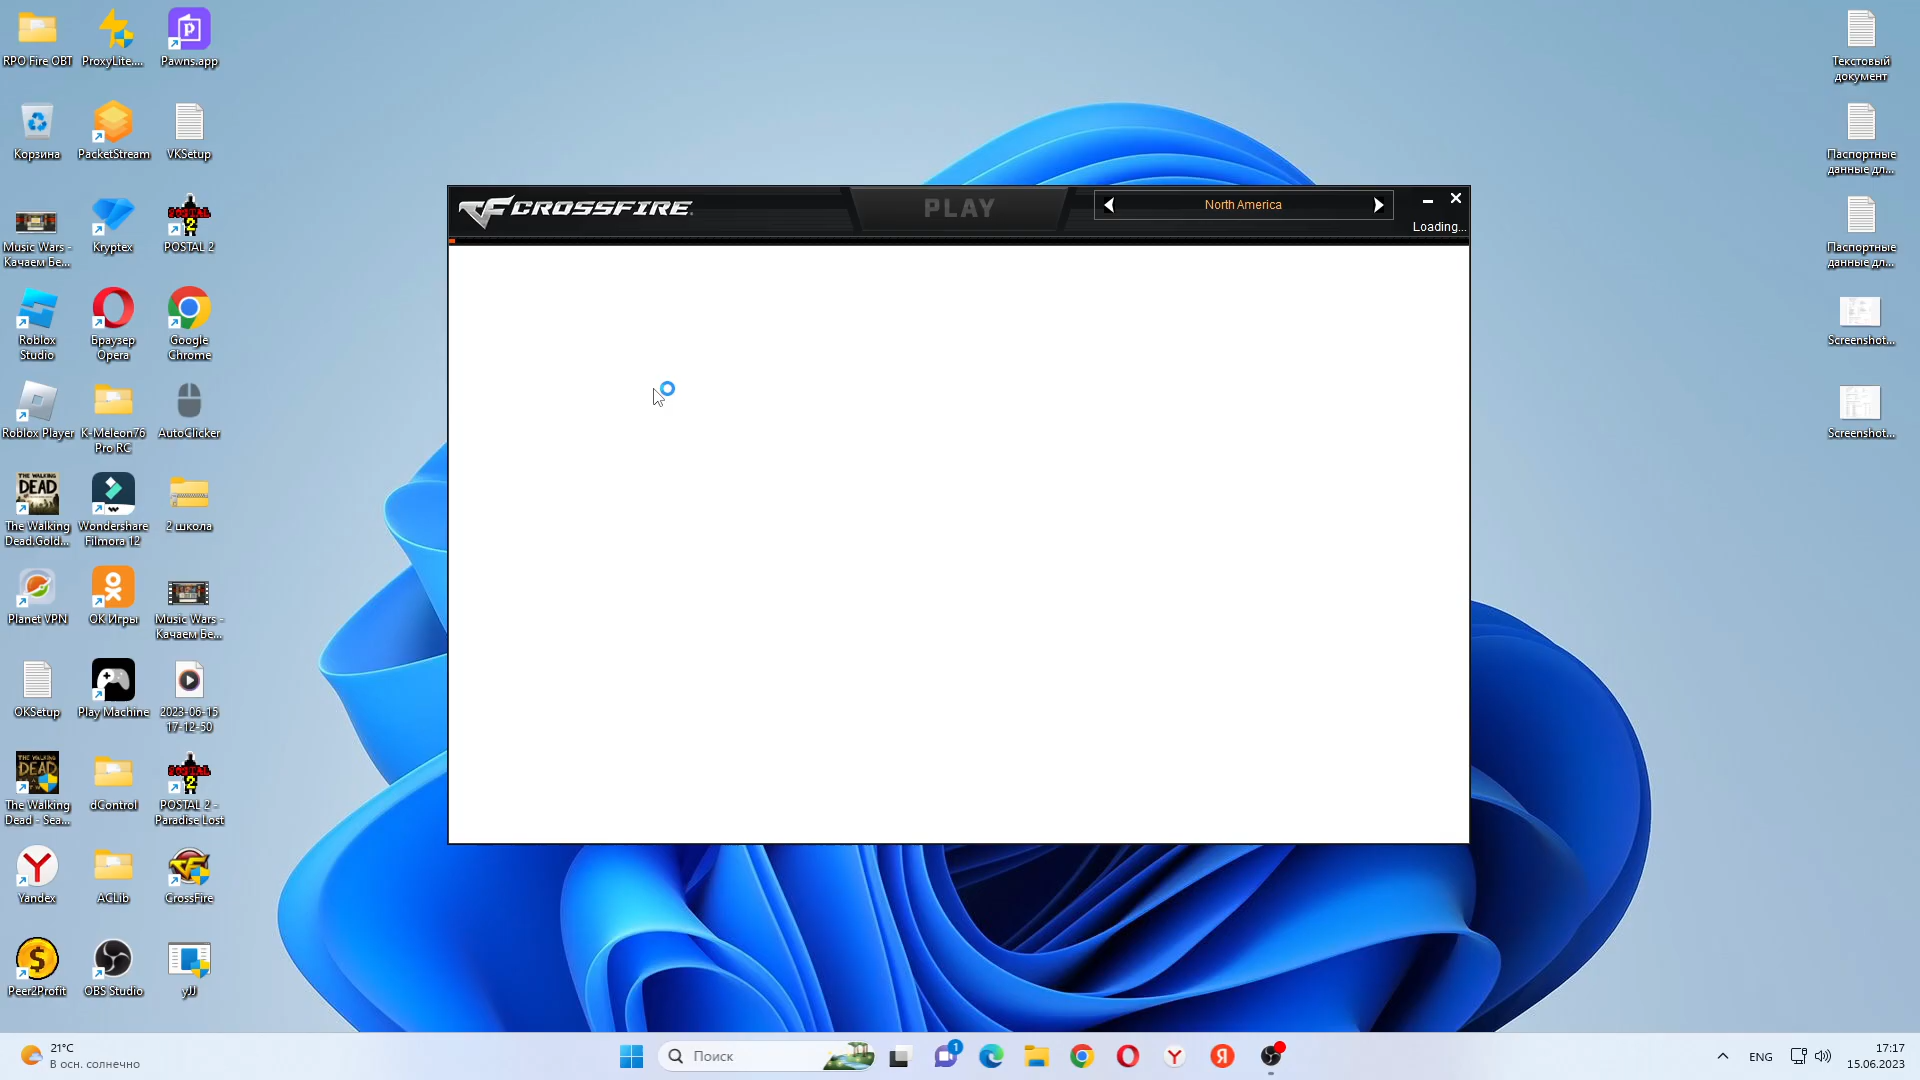 RPO Fire OBT
ProxyLite....
Pawns.app
Корзина
PacketStream
VKSetup
Music Wars -
Качаем Бе...
Kryptex
POSTAL 2
Roblox
Studio
Браузер
Opera
Google
Chrome
Roblox Player
K-Meleon76
Pro RC
AutoClicker
The Walking
Dead.Gold...
Wondershare
Filmora 12
2 школа
Planet VPN
ОК Игры
Music Wars -
Качаем Бе...
OKSetup
Play Machine
2023-06-15
17-12-50
The Walking
Dead - Sea...
dControl
POSTAL 2 -
Paradise Lost
Yandex
ACLib
CrossFire
Peer2Profit
OBS Studio
yJJ
CROSSFIRE
PLAY
North America
Loading...
Текстовый
документ
Паспортные
данные дл...
Паспортные
данные дл...
Screenshot...
Screenshot...
21°C
В осн. солнечно
Поиск
1
ENG
17:17
15.06.2023